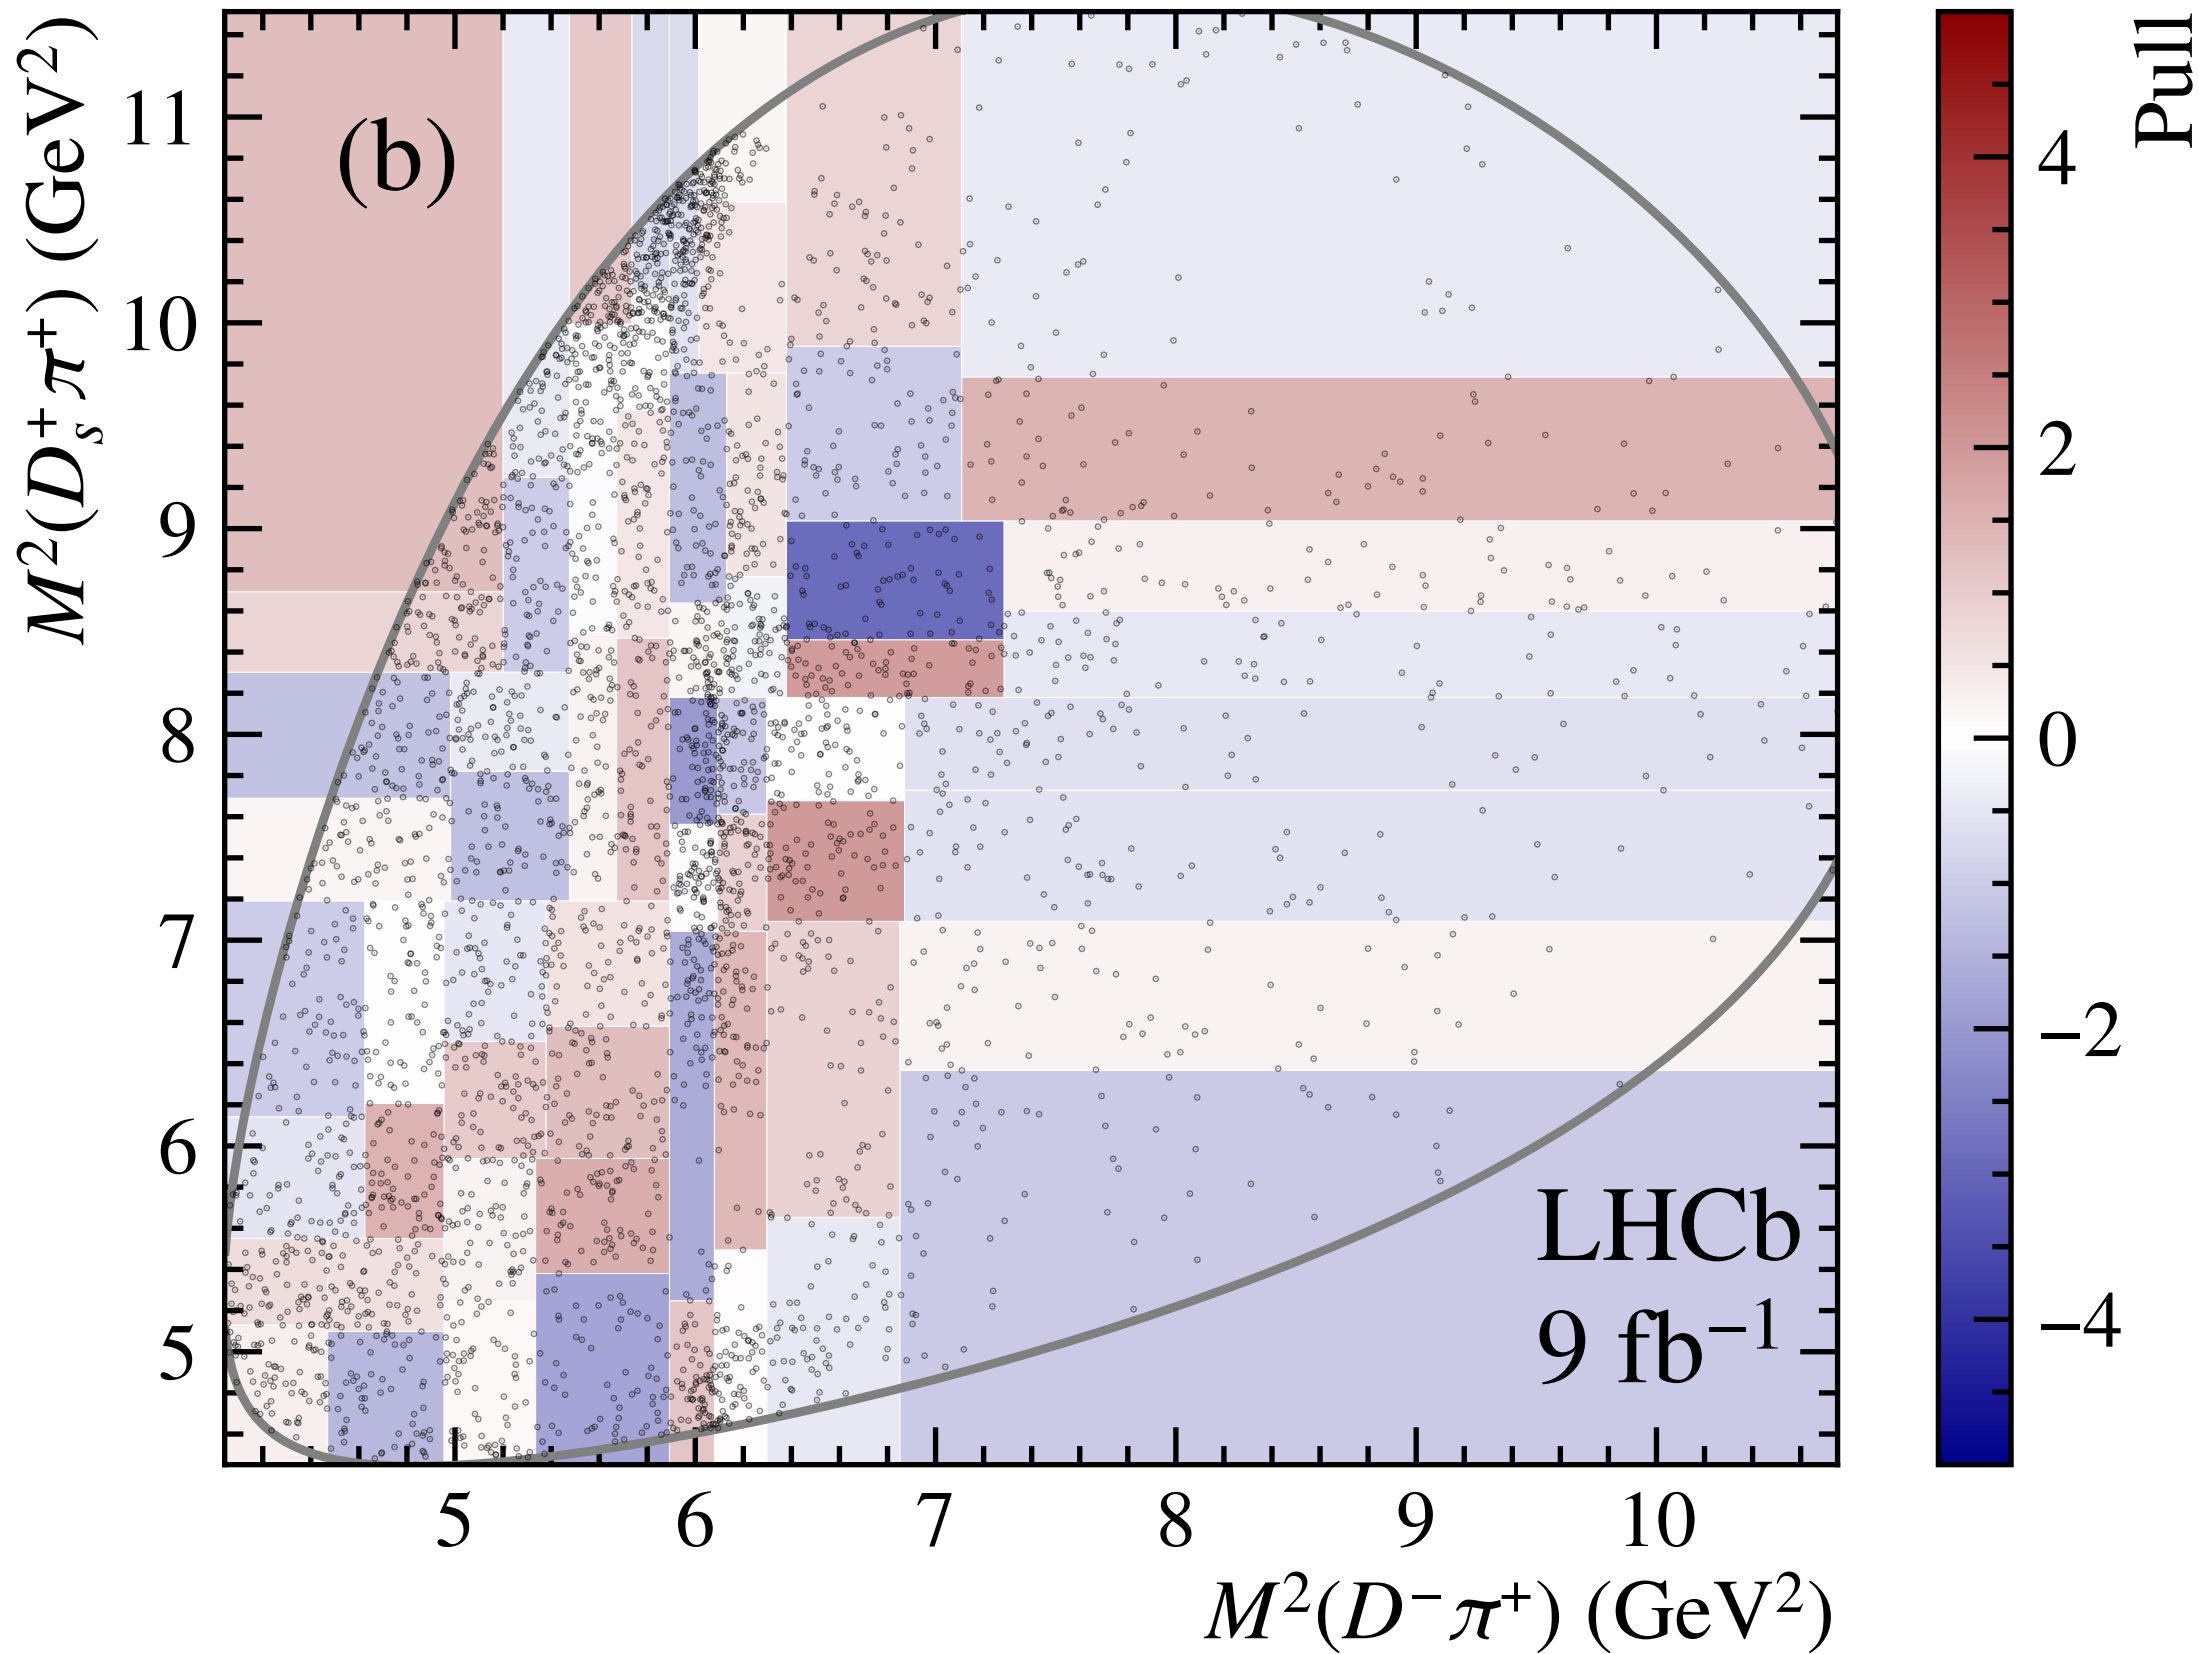 M²(D_s⁺π⁺) (GeV²)
11
10
9
8
7
6
5
(b)
LHCb
9 fb⁻¹
5 6 7 8 9 10
M²(D⁻π⁺) (GeV²)
Pull
4
2
0
−2
−4